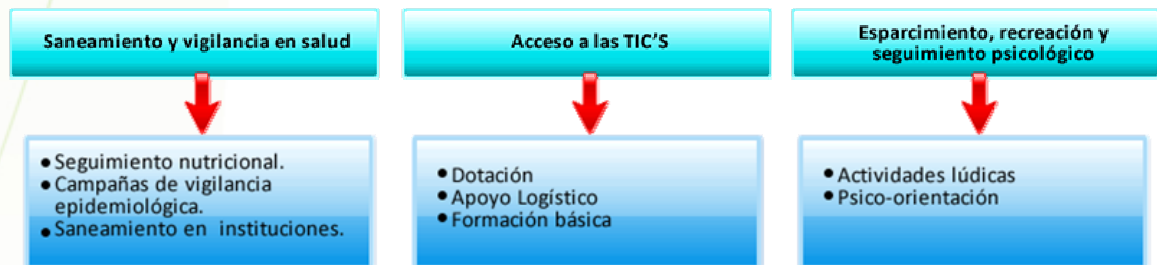 Saneamiento y vigilancia en salud
Acceso a las TIC'S
Esparcimiento, recreación y
seguimiento psicológico
• Seguimiento nutricional.
• Campañas de vigilancia
epidemiológica.
• Saneamiento en instituciones.
• Dotación
• Apoyo Logístico
• Formación básica
• Actividades lúdicas
• Psico-orientación